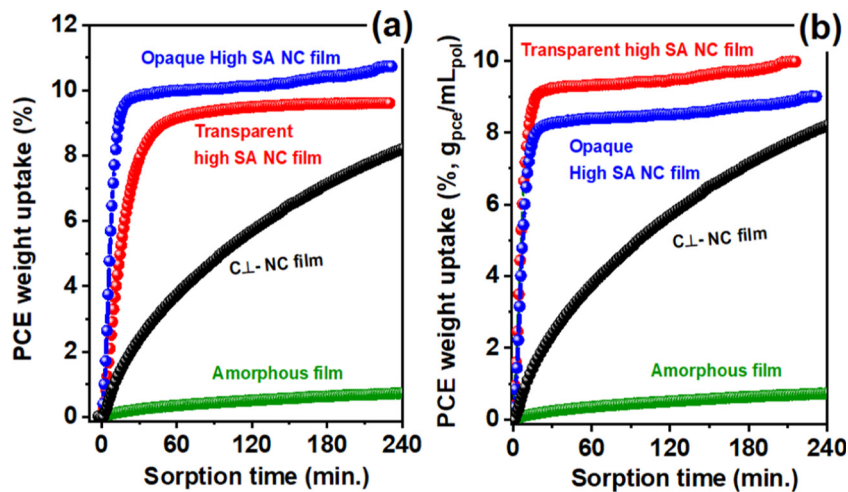 (a)
12
10
8
6
4
2
0
PCE weight uptake (%)
Opaque High SA NC film
Transparent
high SA NC film
C⊥- NC film
Amorphous film
0 60 120 180 240
Sorption time (min.)
(b)
10
8
6
4
2
0
PCE weight uptake (%, g_pce/mL_pol)
Transparent high SA NC film
Opaque
High SA NC film
C⊥- NC film
Amorphous film
0 60 120 180 240
Sorption time (min.)